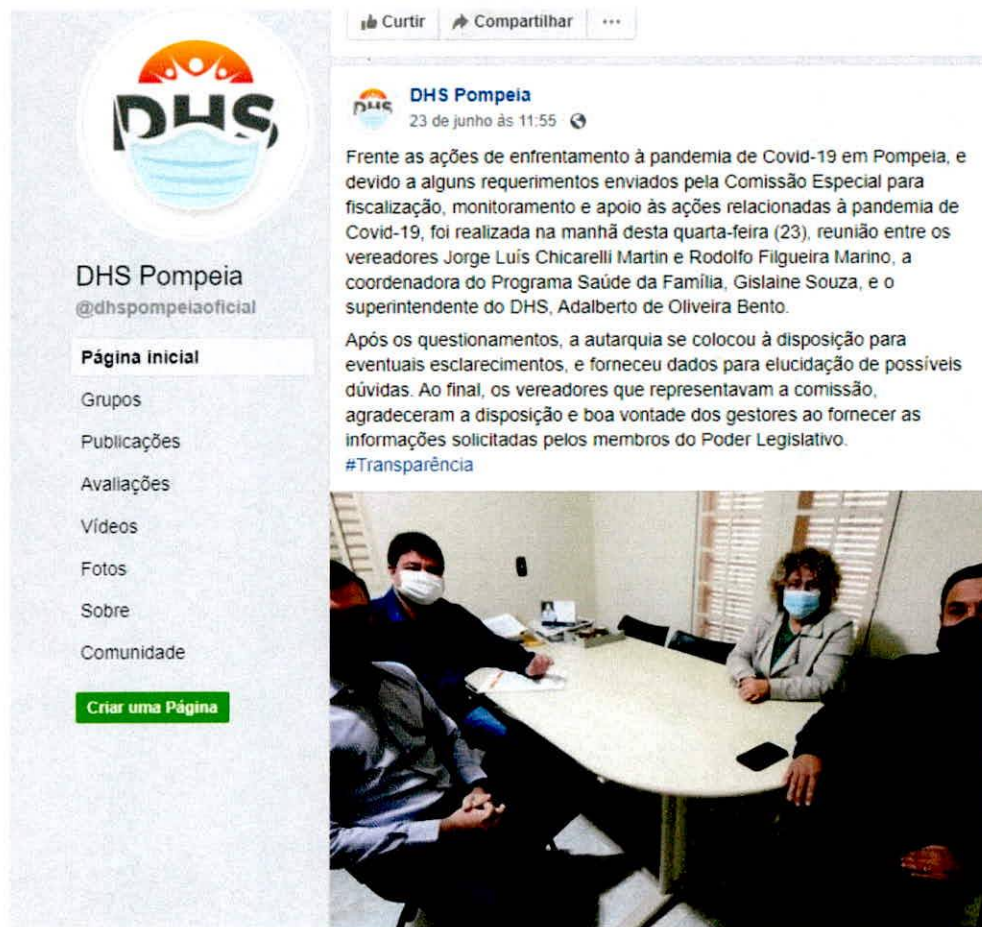 Curtir Compartilhar ...
DHS
DHS Pompeia
@dhspompeiaoficial
Página inicial
Grupos
Publicações
Avaliações
Vídeos
Fotos
Sobre
Comunidade
Criar uma Página
DHS
DHS Pompeia
23 de junho às 11:55
Frente as ações de enfrentamento à pandemia de Covid-19 em Pompeia, e
devido a alguns requerimentos enviados pela Comissão Especial para
fiscalização, monitoramento e apoio às ações relacionadas à pandemia de
Covid-19, foi realizada na manhã desta quarta-feira (23), reunião entre os
vereadores Jorge Luís Chicarelli Martin e Rodolfo Filgueira Marino, a
coordenadora do Programa Saúde da Família, Gislaine Souza, e o
superintendente do DHS, Adalberto de Oliveira Bento.
Após os questionamentos, a autarquia se colocou à disposição para
eventuais esclarecimentos, e forneceu dados para elucidação de possíveis
dúvidas. Ao final, os vereadores que representavam a comissão,
agradeceram a disposição e boa vontade dos gestores ao fornecer as
informações solicitadas pelos membros do Poder Legislativo.
#Transparência